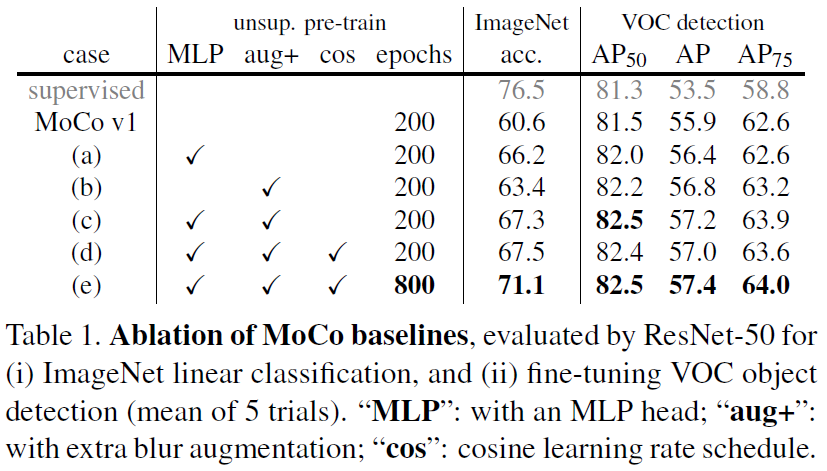 unsup. pre-train ImageNet VOC detection
case MLP aug+ cos epochs acc. AP50 AP AP75
supervised 76.5 81.3 53.5 58.8
MoCo v1 200 60.6 81.5 55.9 62.6
(a) ✓ 200 66.2 82.0 56.4 62.6
(b) ✓ 200 63.4 82.2 56.8 63.2
(c) ✓ ✓ 200 67.3 82.5 57.2 63.9
(d) ✓ ✓ ✓ 200 67.5 82.4 57.0 63.6
(e) ✓ ✓ ✓ 800 71.1 82.5 57.4 64.0
Table 1. Ablation of MoCo baselines, evaluated by ResNet-50 for
(i) ImageNet linear classification, and (ii) fine-tuning VOC object
detection (mean of 5 trials). “MLP”: with an MLP head; “aug+”:
with extra blur augmentation; “cos”: cosine learning rate schedule.